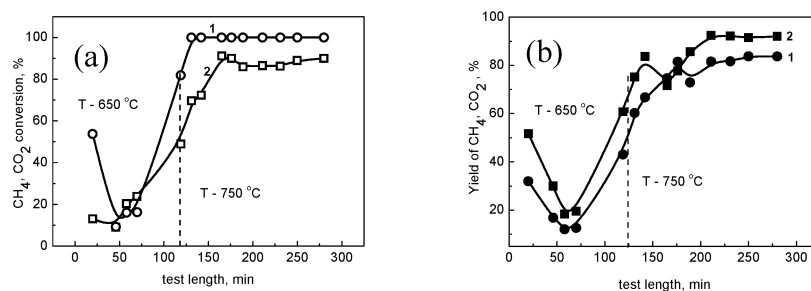 (a)
CH4, CO2 conversion, %
100
80
60
40
20
0
1
2
T - 650 °C
T - 750 °C
0 50 100 150 200 250 300
test length, min
(b)
Yield of CH4, CO2, %
100
80
60
40
20
2
1
T - 650 °C
T - 750 °C
0 50 100 150 200 250 300
test length, min